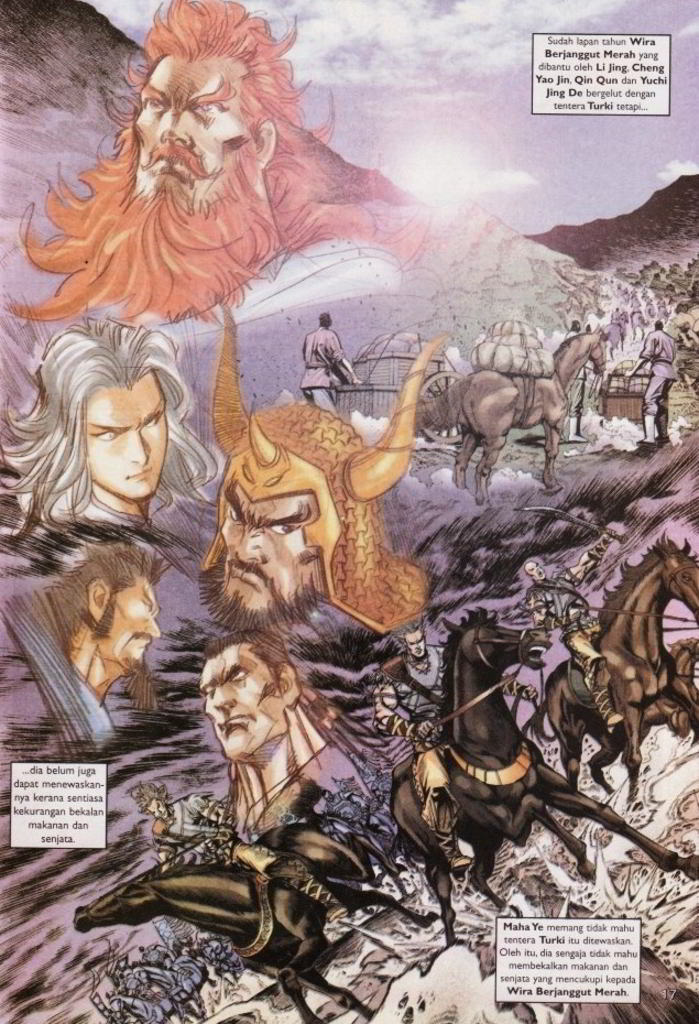 Sudah lapan tahun Wira
Berjanggut Merah yang
dibantu oleh Li Jing, Cheng
Yao Jin, Qin Qun dan Yuchi
Jing De bergelut dengan
tentera Turki tetapi...
...dia belum juga
dapat menewaskan-
nya kerana sentiasa
kekurangan bekalan
makanan dan
senjata.
Maha Ye memang tidak mahu
tentera Turki itu ditewaskan.
Oleh itu, dia sengaja tidak mahu
membekalkan makanan dan
senjata yang mencukupi kepada
Wira Berjanggut Merah.
17